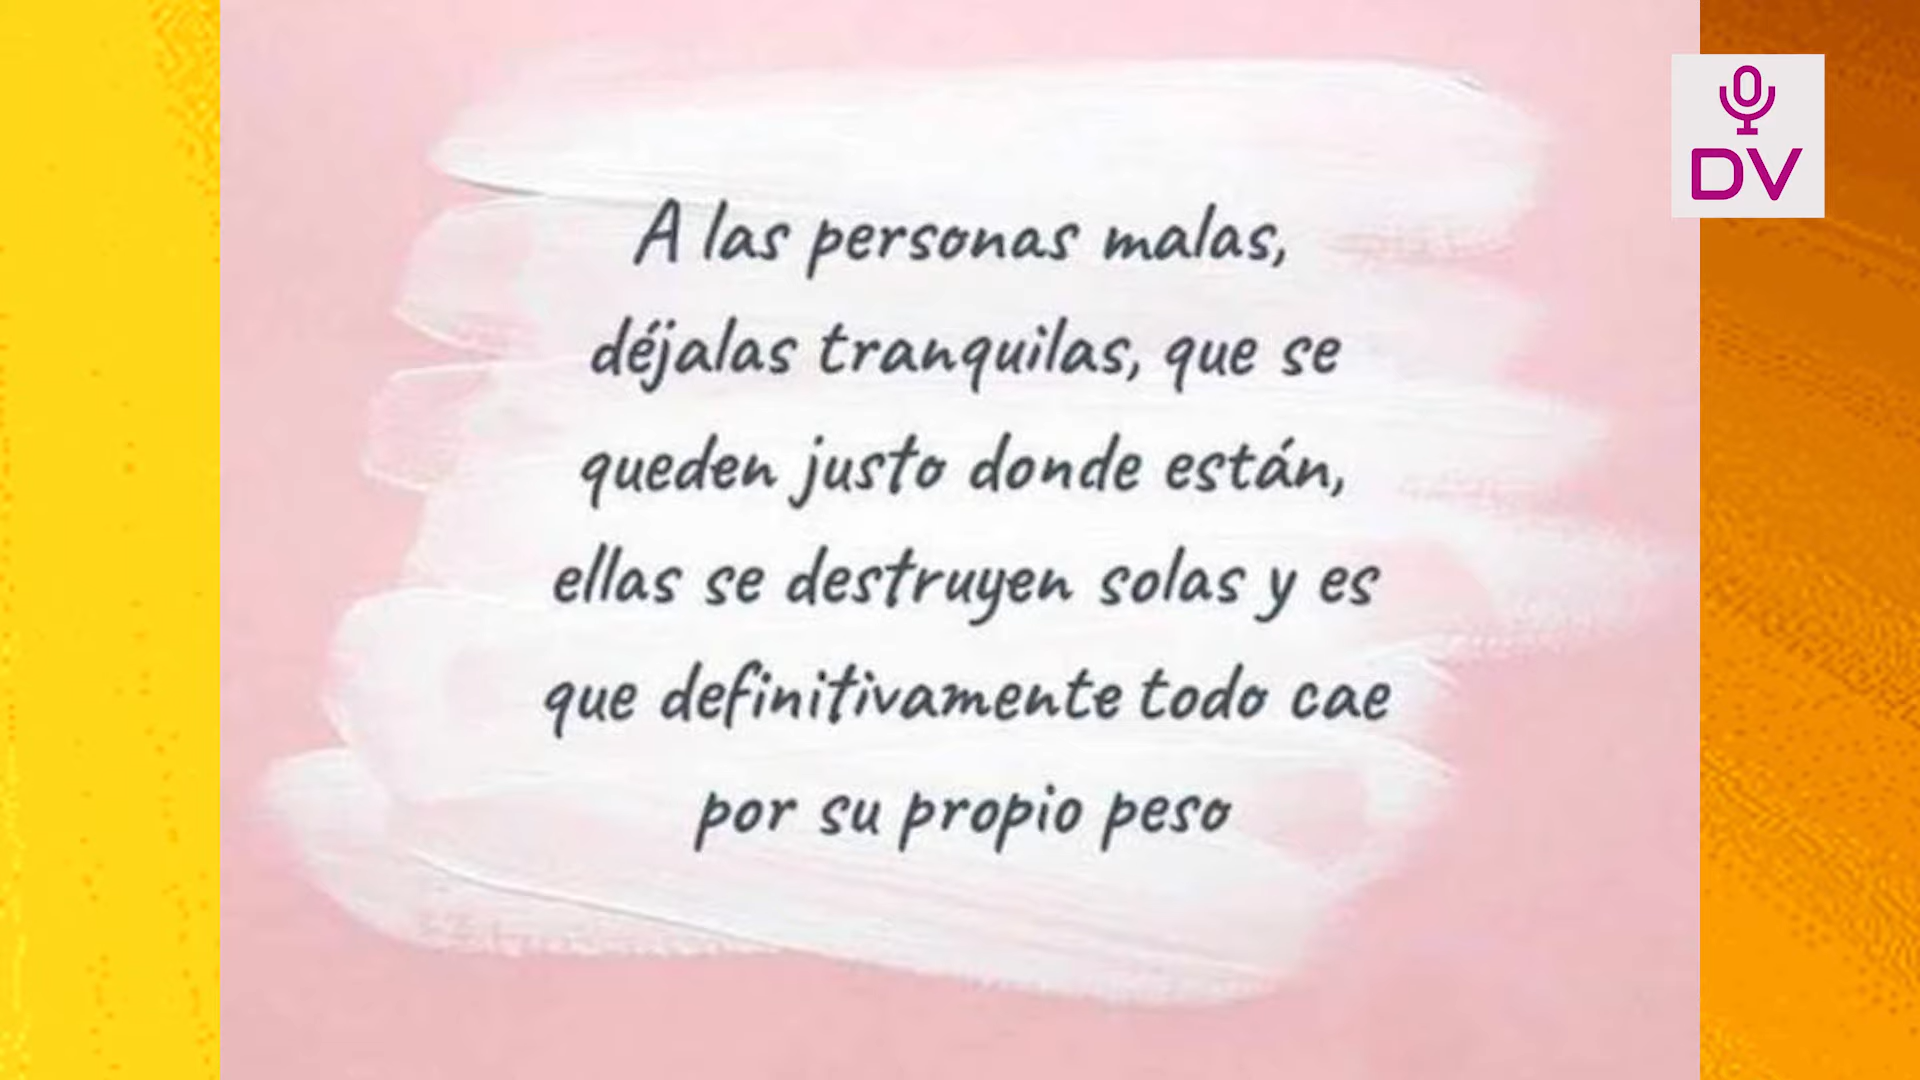 A las personas malas,
déjalas tranquilas, que se
queden justo donde están,
ellas se destruyen solas y es
que definitivamente todo cae
por su propio peso
DV